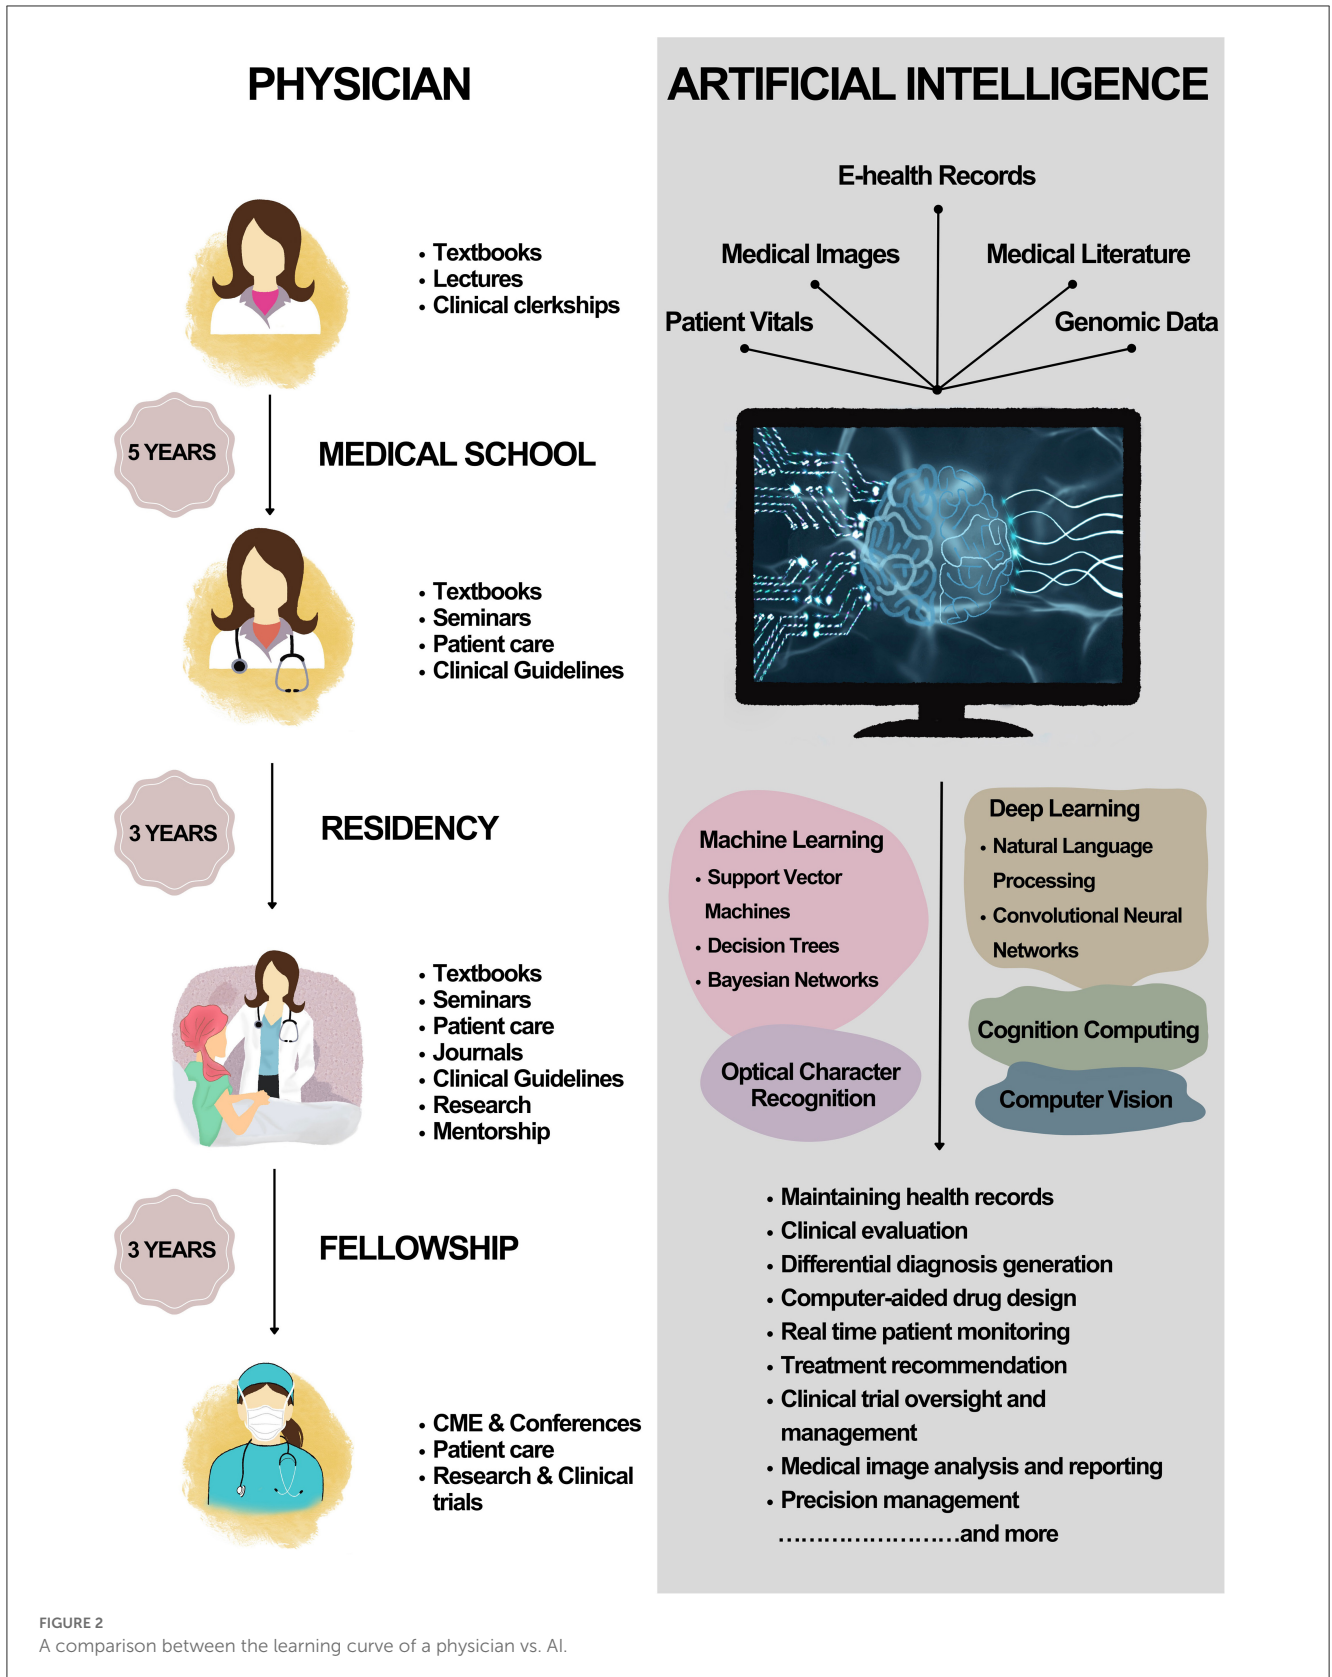 PHYSICIAN
• Textbooks
• Lectures
• Clinical clerkships
5 YEARS
MEDICAL SCHOOL
• Textbooks
• Seminars
• Patient care
• Clinical Guidelines
3 YEARS
RESIDENCY
• Textbooks
• Seminars
• Patient care
• Journals
• Clinical Guidelines
• Research
• Mentorship
3 YEARS
FELLOWSHIP
• CME & Conferences
• Patient care
• Research & Clinical
trials
ARTIFICIAL INTELLIGENCE
E-health Records
Medical Images
Medical Literature
Patient Vitals
Genomic Data
Machine Learning
• Support Vector
Machines
• Decision Trees
• Bayesian Networks
Deep Learning
• Natural Language
Processing
• Convolutional Neural
Networks
Cognition Computing
Optical Character
Recognition
Computer Vision
• Maintaining health records
• Clinical evaluation
• Differential diagnosis generation
• Computer-aided drug design
• Real time patient monitoring
• Treatment recommendation
• Clinical trial oversight and
management
• Medical image analysis and reporting
• Precision management
........................and more
FIGURE 2
A comparison between the learning curve of a physician vs. AI.